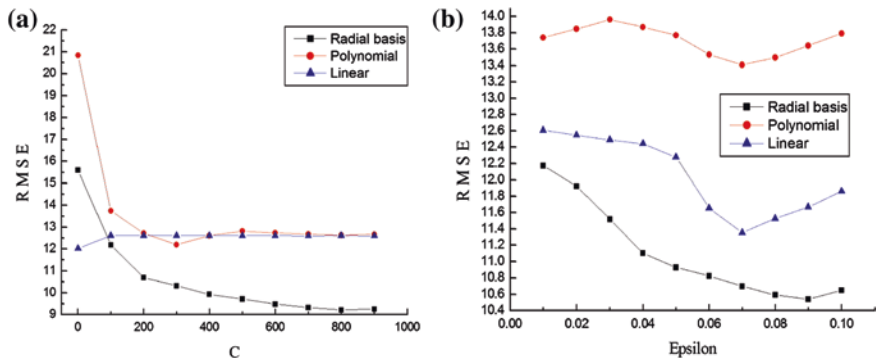 (a)
22
21
20
19
18
17
16
15
14
13
12
11
10
9
R M S E
0 200 400 600 800 1000
C
Radial basis
Polynomial
Linear
(b)
14.0
13.8
13.6
13.4
13.2
13.0
12.8
12.6
12.4
12.2
12.0
11.8
11.6
11.4
11.2
11.0
10.8
10.6
10.4
R M S E
0.00 0.02 0.04 0.06 0.08 0.10
Epsilon
Radial basis
Polynomial
Linear